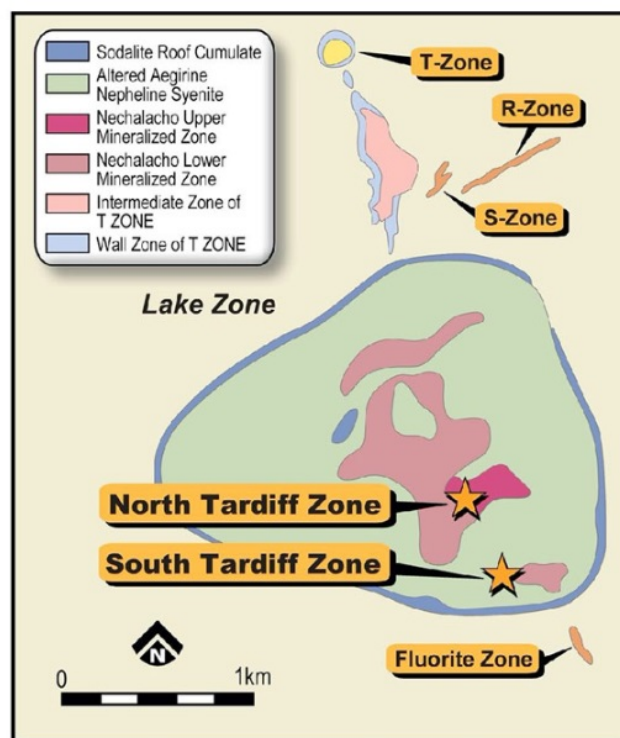 Sodalite Roof Cumulate
Altered Aegirine
Nepheline Syenite
Nechalacho Upper
Mineralized Zone
Nechalacho Lower
Mineralized Zone
Intermediate Zone of
T ZONE
Wall Zone of T ZONE
T-Zone
R-Zone
S-Zone
Lake Zone
North Tardiff Zone
South Tardiff Zone
Fluorite Zone
N
0 1km